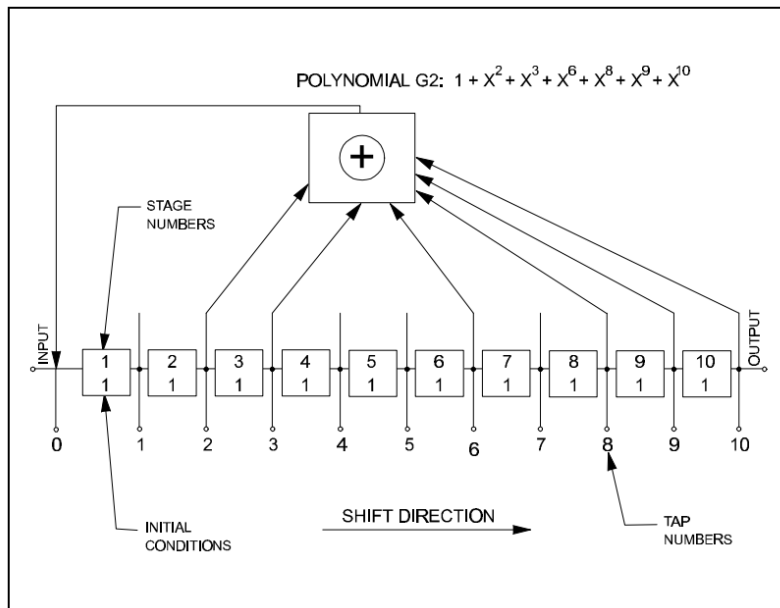 POLYNOMIAL G2: 1 + X² + X³ + X⁶ + X⁸ + X⁹ + X¹⁰
+
STAGE
NUMBERS
INPUT
OUTPUT
1 2 3 4 5 6 7 8 9 10
1 1 1 1 1 1 1 1 1 1
0 1 2 3 4 5 6 7 8 9 10
INITIAL
CONDITIONS
SHIFT DIRECTION
TAP
NUMBERS